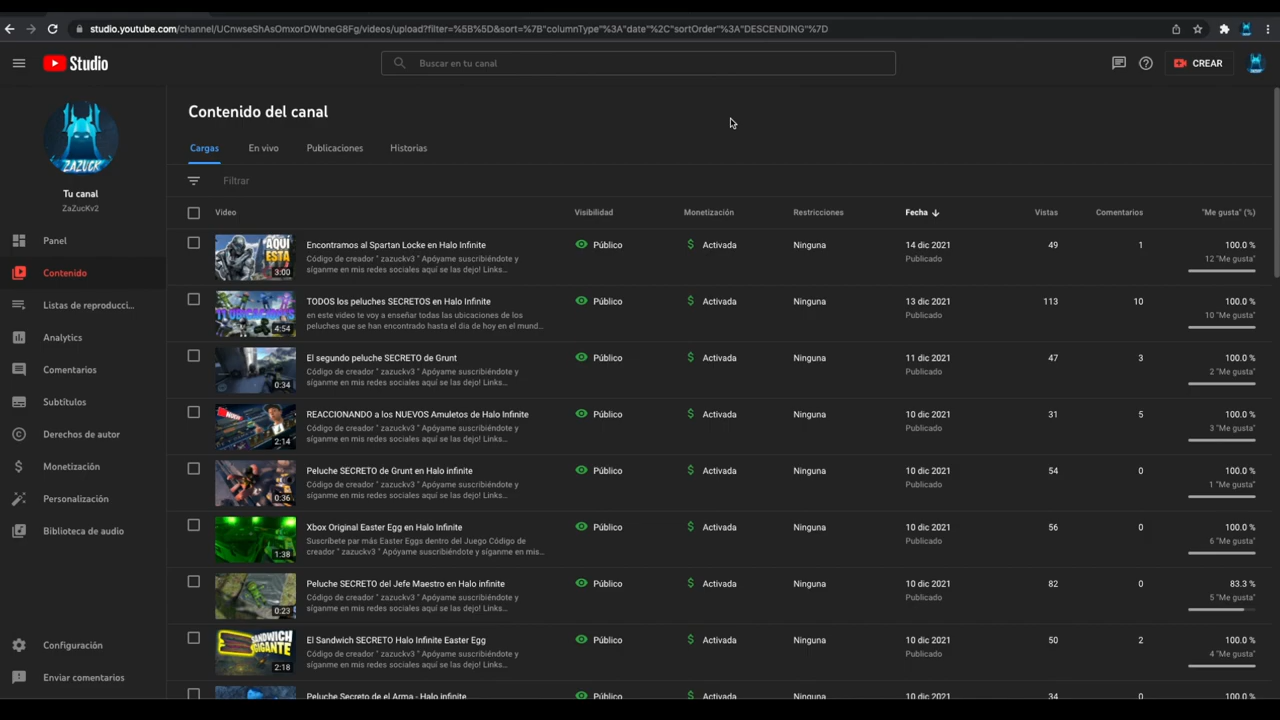 studio.youtube.com/channel/UCnwseShAsOmxorDWbneG8Fg/videos/upload?filter=%5B%5D&sort=%7B"columnType"%3A"date"%2C"sortOrder"%3A"DESCENDING"%7D
Studio
Buscar en tu canal
CREAR
ZAZUCK
Tu canal
ZaZucKv2
Panel
Contenido
Listas de reproducci...
Analytics
Comentarios
Subtítulos
Derechos de autor
Monetización
Personalización
Biblioteca de audio
Configuración
Enviar comentarios
Contenido del canal
Cargas En vivo Publicaciones Historias
Filtrar
Video Visibilidad Monetización Restricciones Fecha Vistas Comentarios "Me gusta" (%)
AQUÍ
ESTA
3:00
Encontramos al Spartan Locke en Halo Infinite Público Activada Ninguna 14 dic 2021 49 1 100.0 %
Código de creador " zazuckv3 " Apóyame suscribiéndote y Publicado 12 "Me gusta"
síganme en mis redes sociales aquí se las dejo! Links...
4:54
TODOS los peluches SECRETOS en Halo Infinite Público Activada Ninguna 13 dic 2021 113 10 100.0 %
en este video te voy a enseñar todas las ubicaciones de los Publicado 10 "Me gusta"
peluches que se han encontrado hasta el dia de hoy en el mund...
0:34
El segundo peluche SECRETO de Grunt Público Activada Ninguna 11 dic 2021 47 3 100.0 %
Código de creador " zazuckv3 " Apóyame suscribiéndote y Publicado 2 "Me gusta"
síganme en mis redes sociales aquí se las dejo! Links...
2:14
REACCIONANDO a los NUEVOS Amuletos de Halo Infinite Público Activada Ninguna 10 dic 2021 31 5 100.0 %
Código de creador " zazuckv3 " Apóyame suscribiéndote y Publicado 3 "Me gusta"
síganme en mis redes sociales aquí se las dejo! Links...
0:36
Peluche SECRETO de Grunt en Halo infinite Público Activada Ninguna 10 dic 2021 54 0 100.0 %
Código de creador " zazuckv3 " Apóyame suscribiéndote y Publicado 1 "Me gusta"
síganme en mis redes sociales aquí se las dejo! Links...
1:38
Xbox Original Easter Egg en Halo Infinite Público Activada Ninguna 10 dic 2021 56 0 100.0 %
Suscríbete par más Easter Eggs dentro del Juego Código de Publicado 6 "Me gusta"
creador " zazuckv3 " Apóyame suscribiéndote y síganme en mis...
0:23
Peluche SECRETO del Jefe Maestro en Halo infinite Público Activada Ninguna 10 dic 2021 82 0 83.3 %
Código de creador " zazuckv3 " Apóyame suscribiéndote y Publicado 5 "Me gusta"
síganme en mis redes sociales aquí se las dejo! Links...
SANDWICH
GIGANTE
2:18
El Sandwich SECRETO Halo Infinite Easter Egg Público Activada Ninguna 10 dic 2021 50 2 100.0 %
Código de creador " zazuckv3 " Apóyame suscribiéndote y Publicado 4 "Me gusta"
síganme en mis redes sociales aquí se las dejo! Links...
Peluche Secreto de el Arma - Halo infinite Público Activada Ninguna 10 dic 2021 34 0 100.0 %